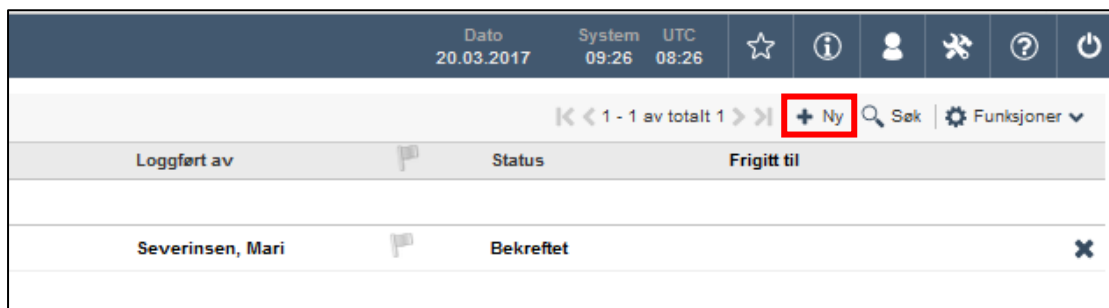 Dato System UTC
20.03.2017 09:26 08:26
1 - 1 av totalt 1 Ny Søk Funksjoner
Loggført av Status Frigitt til
Severinsen, Mari Bekreftet